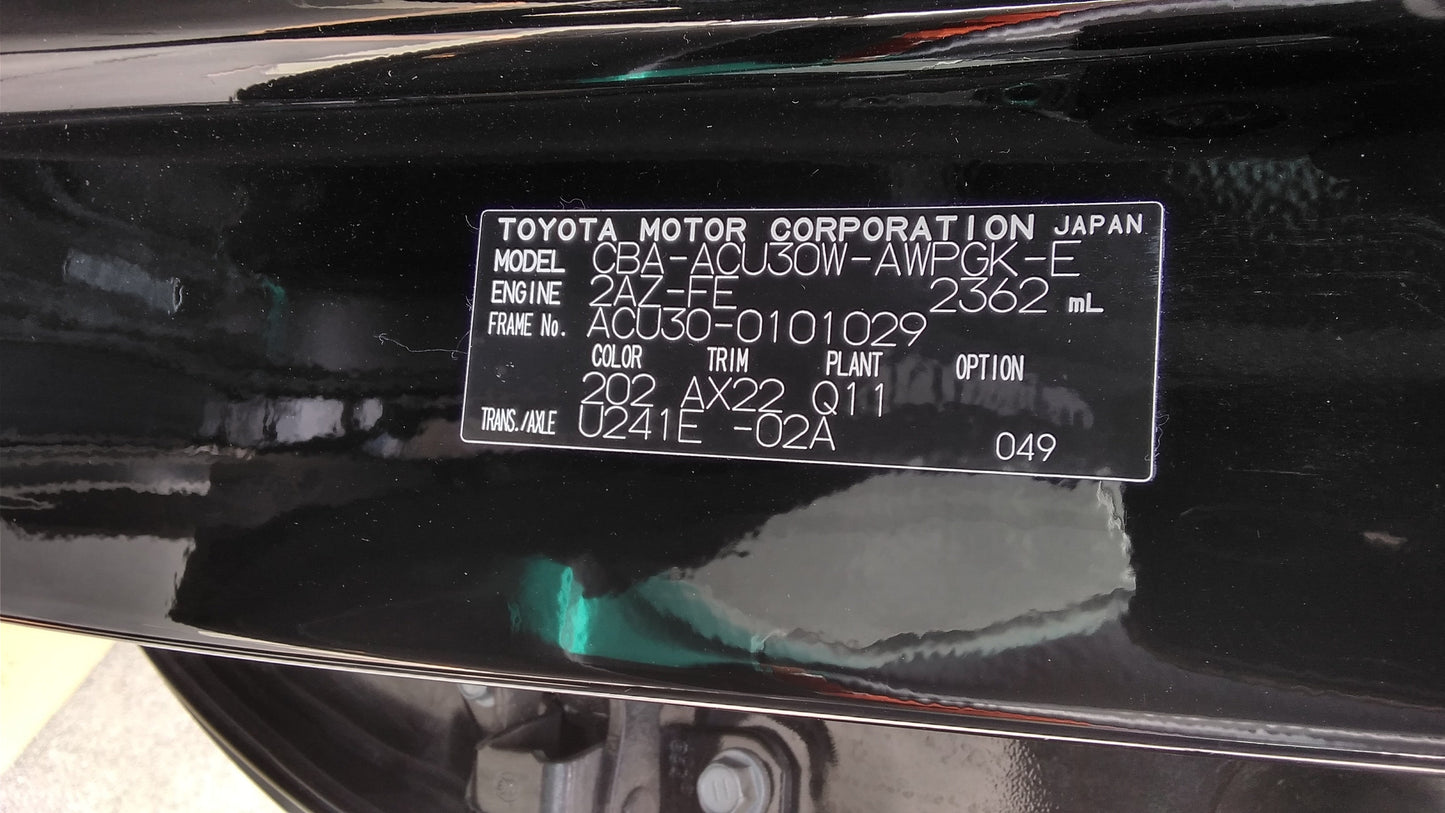 TOYOTA MOTOR CORPORATION JAPAN
MODEL CBA-ACU30W-AWPGK-E
ENGINE 2AZ-FE 2362 mL
FRAME No. ACU30-0101029
COLOR TRIM PLANT OPTION
202 AX22 Q11
TRANS./AXLE U241E -02A 049